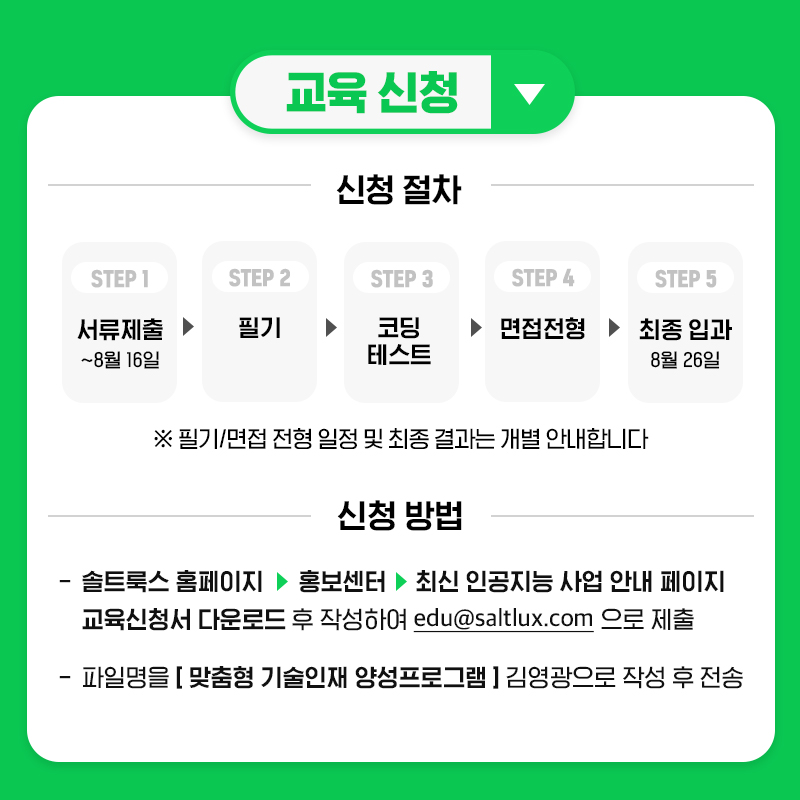 교육 신청
신청 절차
STEP 1
서류제출
~8월 16일
STEP 2
필기
STEP 3
코딩
테스트
STEP 4
면접전형
STEP 5
최종 입과
8월 26일
※ 필기/면접 전형 일정 및 최종 결과는 개별 안내합니다
신청 방법
- 솔트룩스 홈페이지 ▶ 홍보센터 ▶ 최신 인공지능 사업 안내 페이지
교육신청서 다운로드 후 작성하여 edu@saltlux.com 으로 제출
- 파일명을 [ 맞춤형 기술인재 양성프로그램 ] 김영광으로 작성 후 전송